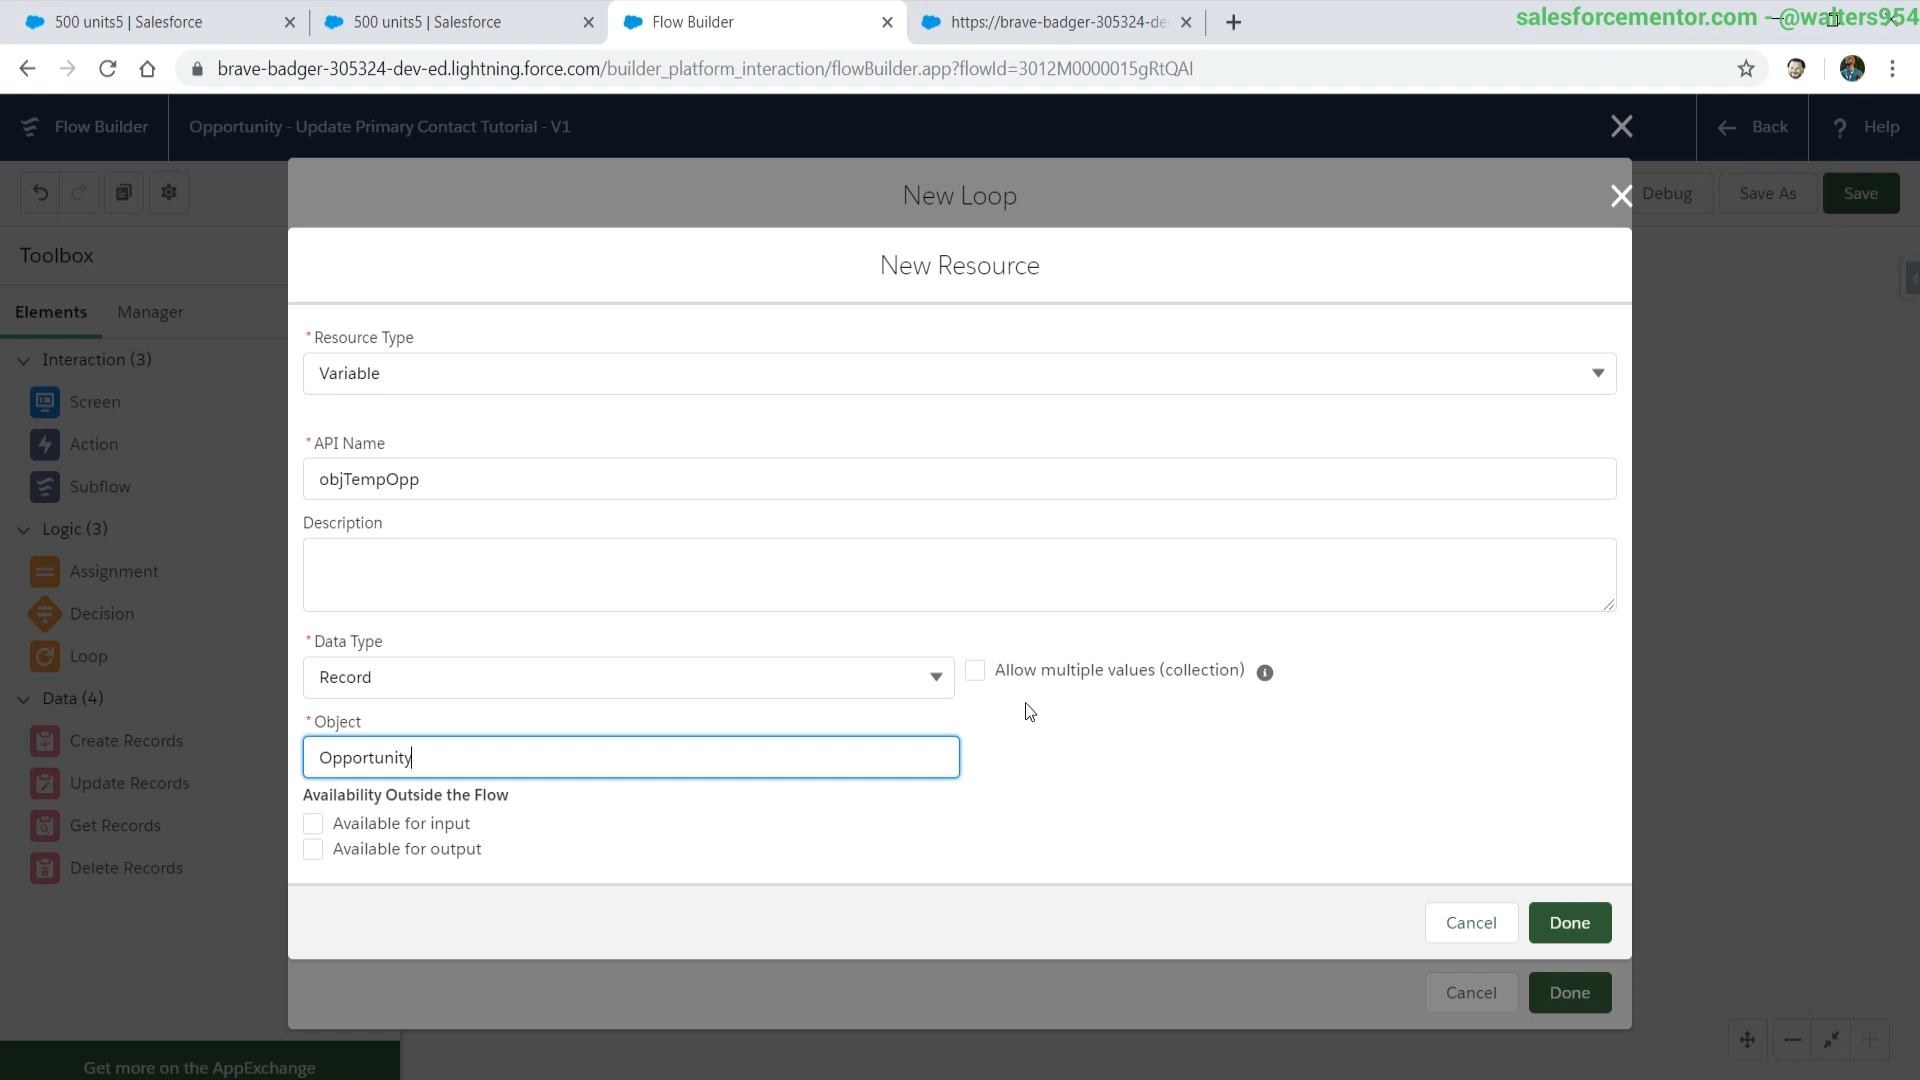 500 units5 | Salesforce
500 units5 | Salesforce
Flow Builder
https://brave-badger-305324-de
salesforcementor.com - @walters954
brave-badger-305324-dev-ed.lightning.force.com/builder_platform_interaction/flowBuilder.app?flowId=3012M0000015gRtQAI
Flow Builder
Opportunity - Update Primary Contact Tutorial - V1
Back
? Help
New Loop
Debug
Save As
Save
Toolbox
New Resource
Elements
Manager
* Resource Type
Variable
Interaction (3)
Screen
Action
Subflow
* API Name
objTempOpp
Description
Logic (3)
Assignment
Decision
Loop
* Data Type
Record
Allow multiple values (collection)
Data (4)
Create Records
Update Records
Get Records
Delete Records
* Object
Opportunity
Availability Outside the Flow
Available for input
Available for output
Cancel
Done
Cancel
Done
Get more on the AppExchange